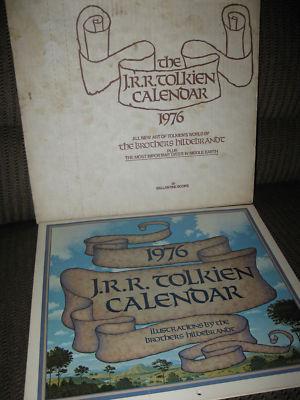 the
J.R.R. TOLKIEN
CALENDAR
1976
ALL NEW ART OF TOLKIEN'S WORLD BY
the BROTHERS HILDEBRANDT
PLUS
THE MOST IMPORTANT DATES IN MIDDLE EARTH
BALLANTINE BOOKS
1976
J.R.R. TOLKIEN
CALENDAR
ILLUSTRATIONS BY THE
BROTHERS HILDEBRANDT